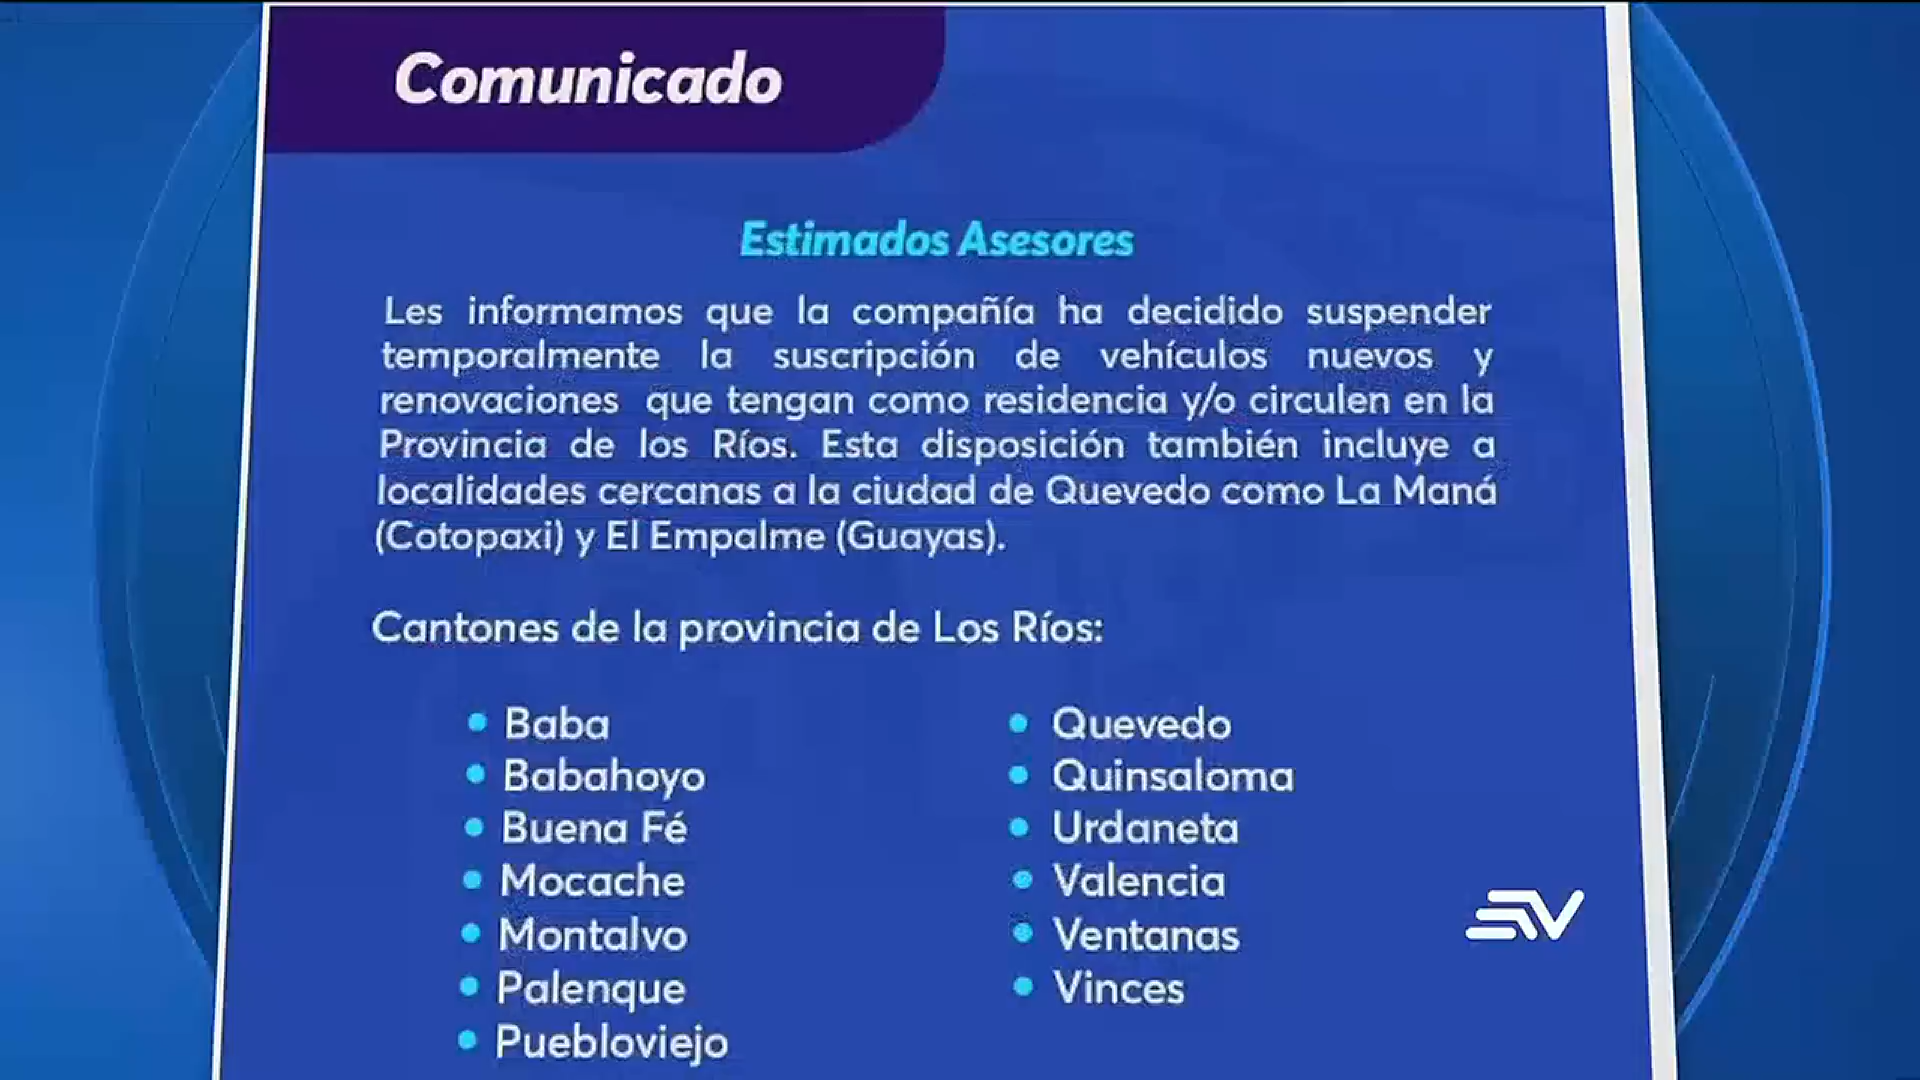 Comunicado
Estimados Asesores
Les informamos que la compañía ha decidido suspender
temporalmente la suscripción de vehículos nuevos y
renovaciones que tengan como residencia y/o circulen en la
Provincia de los Ríos. Esta disposición también incluye a
localidades cercanas a la ciudad de Quevedo como La Maná
(Cotopaxi) y El Empalme (Guayas).
Cantones de la provincia de Los Ríos:
• Baba
• Babahoyo
• Buena Fé
• Mocache
• Montalvo
• Palenque
• Puebloviejo
• Quevedo
• Quinsaloma
• Urdaneta
• Valencia
• Ventanas
• Vinces